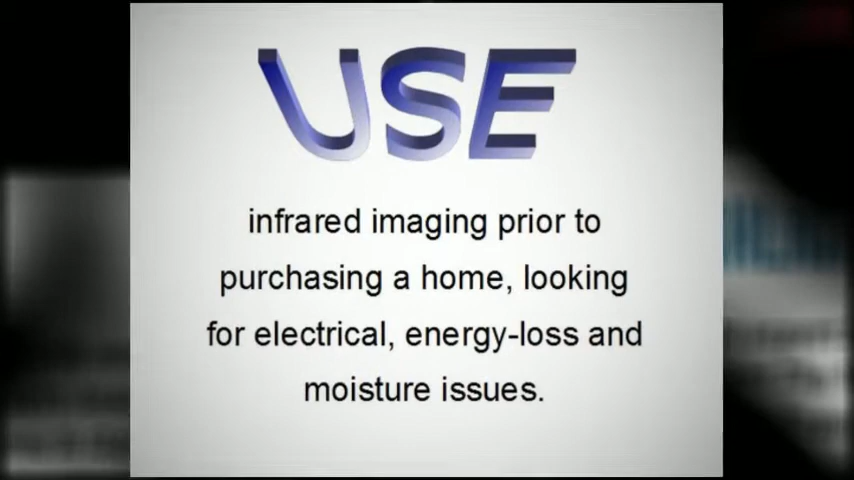 USE
infrared imaging prior to
purchasing a home, looking
for electrical, energy-loss and
moisture issues.